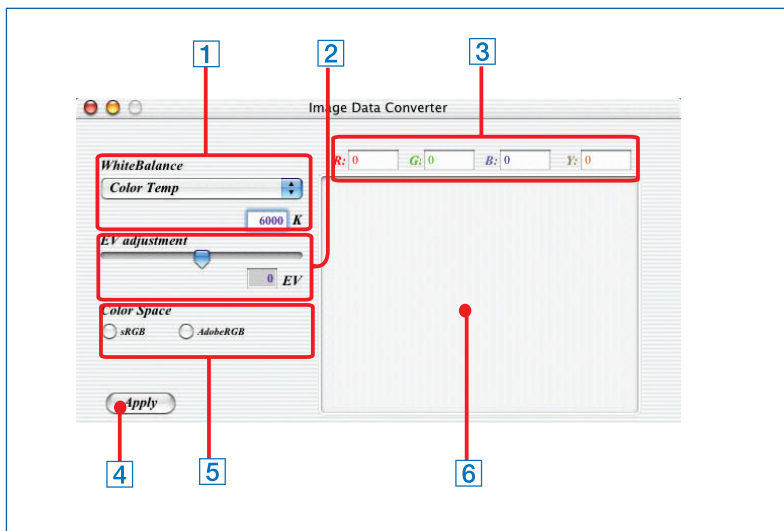 1 2 3
Image Data Converter
R: 0 G: 0 B: 0 Y: 0
WhiteBalance
Color Temp
6000 K
EV adjustment
0 EV
Color Space
sRGB AdobeRGB
Apply
4 5 6